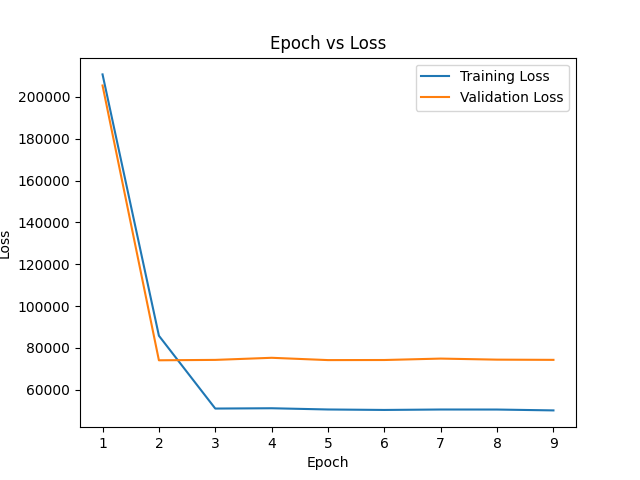 Epoch vs Loss
Training Loss
Validation Loss
200000
180000
160000
140000
120000
100000
80000
60000
Loss
1 2 3 4 5 6 7 8 9
Epoch